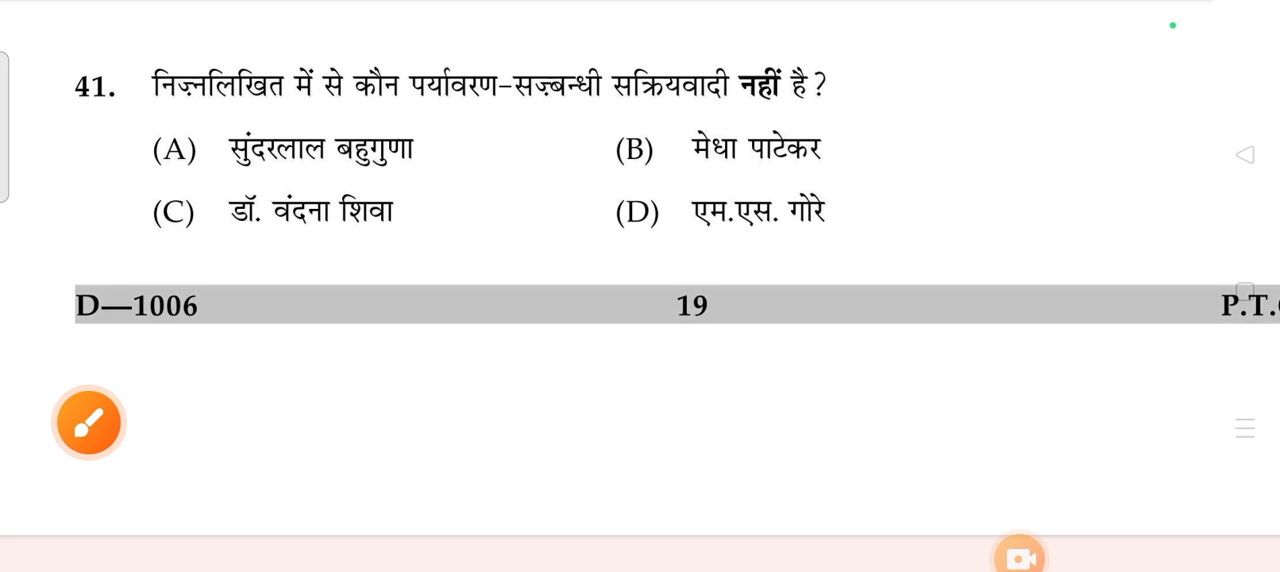 41. निज़्नलिखित में से कौन पर्यावरण-सज़्बन्धी सक्रियवादी नहीं है ?
(A) सुंदरलाल बहुगुणा (B) मेधा पाटेकर
(C) डॉ. वंदना शिवा (D) एम.एस. गोरे
D—1006 19 P.T.